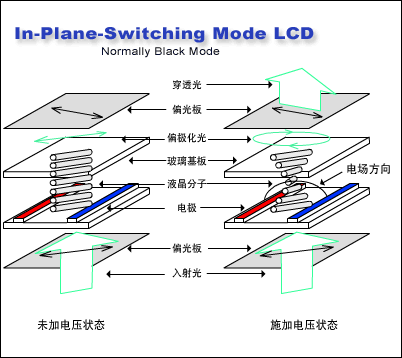 In-Plane-Switching Mode LCD
Normally Black Mode
穿透光
偏光板
偏极化光
玻璃基板
液晶分子
电场方向
电极
偏光板
入射光
未加电压状态
施加电压状态